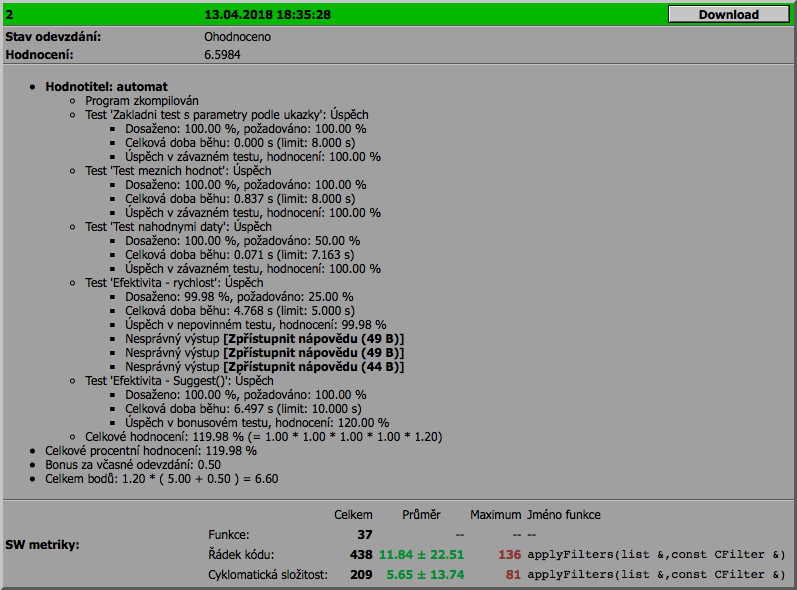 2 13.04.2018 18:35:28 Download
Stav odevzdání: Ohodnoceno
Hodnocení: 6.5984
Hodnotitel: automat
Program zkompilován
Test 'Zakladni test s parametry podle ukazky': Úspěch
Dosaženo: 100.00 %, požadováno: 100.00 %
Celková doba běhu: 0.000 s (limit: 8.000 s)
Úspěch v závazném testu, hodnocení: 100.00 %
Test 'Test meznich hodnot': Úspěch
Dosaženo: 100.00 %, požadováno: 100.00 %
Celková doba běhu: 0.837 s (limit: 8.000 s)
Úspěch v závazném testu, hodnocení: 100.00 %
Test 'Test nahodnymi daty': Úspěch
Dosaženo: 100.00 %, požadováno: 50.00 %
Celková doba běhu: 0.071 s (limit: 7.163 s)
Úspěch v závazném testu, hodnocení: 100.00 %
Test 'Efektivita - rychlost': Úspěch
Dosaženo: 99.98 %, požadováno: 25.00 %
Celková doba běhu: 4.768 s (limit: 5.000 s)
Úspěch v nepovinném testu, hodnocení: 99.98 %
Nesprávný výstup [Zpřístupnit nápovědu (49 B)]
Nesprávný výstup [Zpřístupnit nápovědu (49 B)]
Nesprávný výstup [Zpřístupnit nápovědu (44 B)]
Test 'Efektivita - Suggest()': Úspěch
Dosaženo: 100.00 %, požadováno: 100.00 %
Celková doba běhu: 6.497 s (limit: 10.000 s)
Úspěch v bonusovém testu, hodnocení: 120.00 %
Celkové hodnocení: 119.98 % (= 1.00 * 1.00 * 1.00 * 1.00 * 1.20)
Celkové procentní hodnocení: 119.98 %
Bonus za včasné odevzdání: 0.50
Celkem bodů: 1.20 * ( 5.00 + 0.50 ) = 6.60
SW metriky:
Celkem Průměr Maximum Jméno funkce
Funkce: 37 -- -- --
Řádek kódu: 438 11.84 ± 22.51 136 applyFilters(list &,const CFilter &)
Cyklomatická složitost: 209 5.65 ± 13.74 81 applyFilters(list &,const CFilter &)